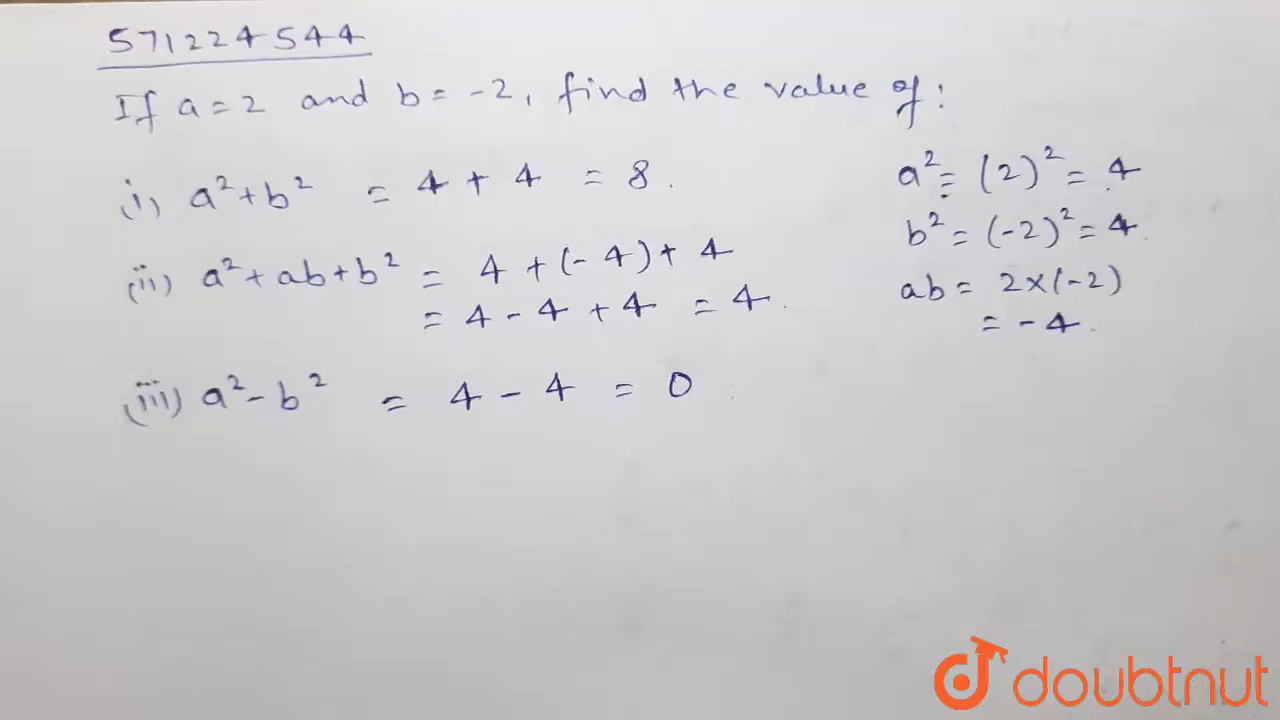 571224544
If a = 2 and b = -2, find the value of :
(i) a² + b² = 4 + 4 = 8.
(ii) a² + ab + b² = 4 + (-4) + 4
= 4 - 4 + 4 = 4.
(iii) a² - b² = 4 - 4 = 0
a² = (2)² = 4
b² = (-2)² = 4
ab = 2×(-2)
= -4.
doubtnut